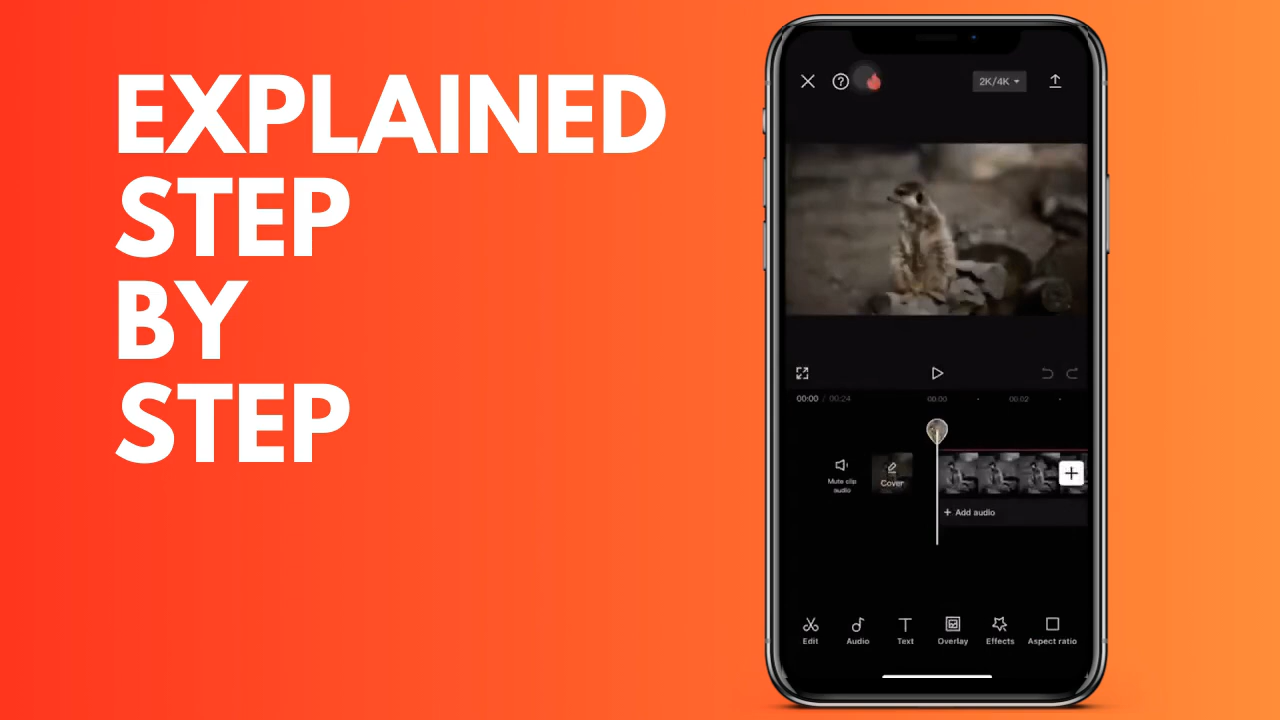 EXPLAINED
STEP
BY
STEP
2K/4K
00:00 / 00:24
00:00
00:02
Mute clip
audio
Cover
+ Add audio
Edit
Audio
Text
Overlay
Effects
Aspect ratio